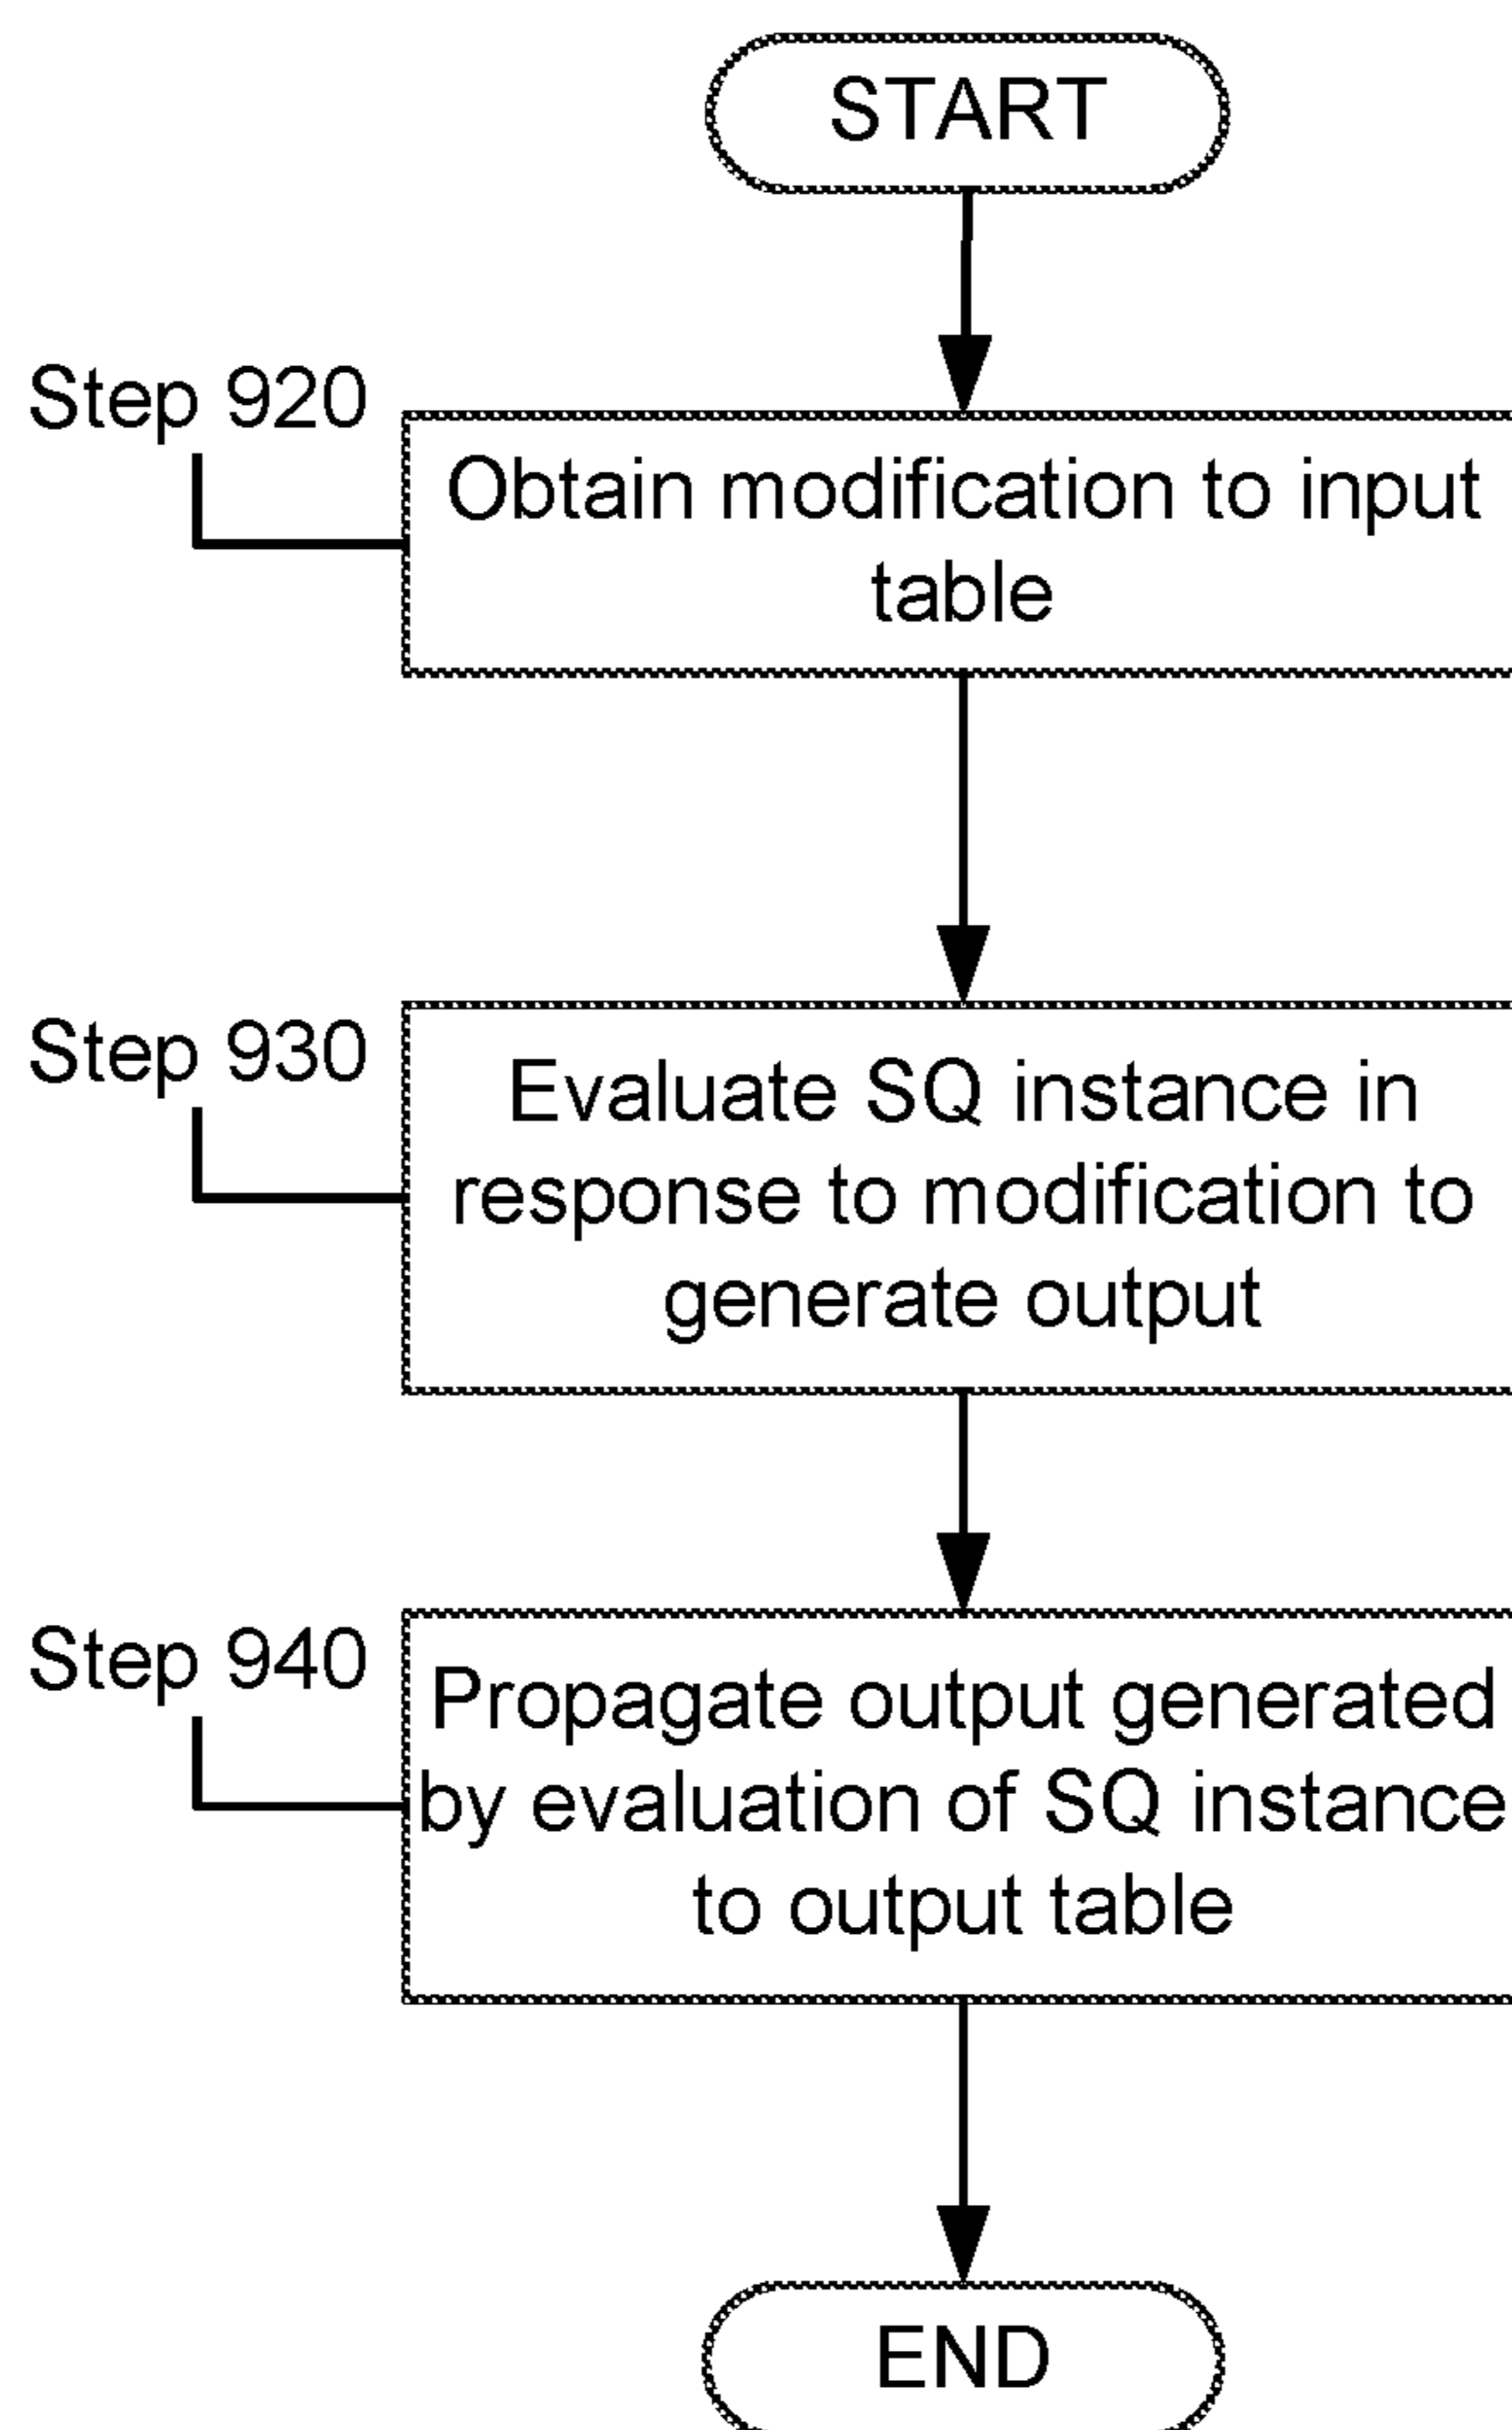 START
Step 920
Obtain modification to input
table
Step 930
Evaluate SQ instance in
response to modification to
generate output
Step 940
Propagate output generated
by evaluation of SQ instance
to output table
END